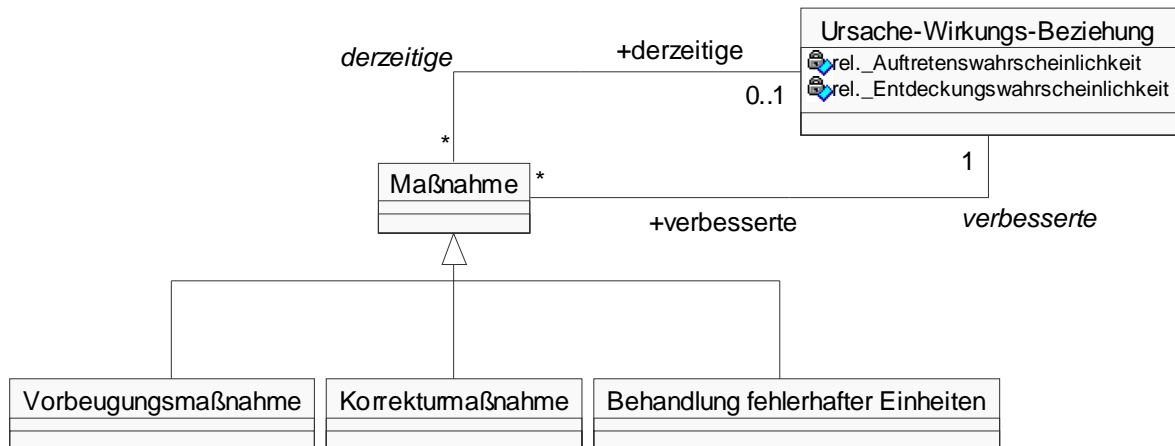 Ursache-Wirkungs-Beziehung
rel._Auftretenswahrscheinlichkeit
rel._Entdeckungswahrscheinlichkeit
derzeitige
+derzeitige
0..1
*
1
Maßnahme
*
+verbesserte
verbesserte
Vorbeugungsmaßnahme
Korrekturmaßnahme
Behandlung fehlerhafter Einheiten